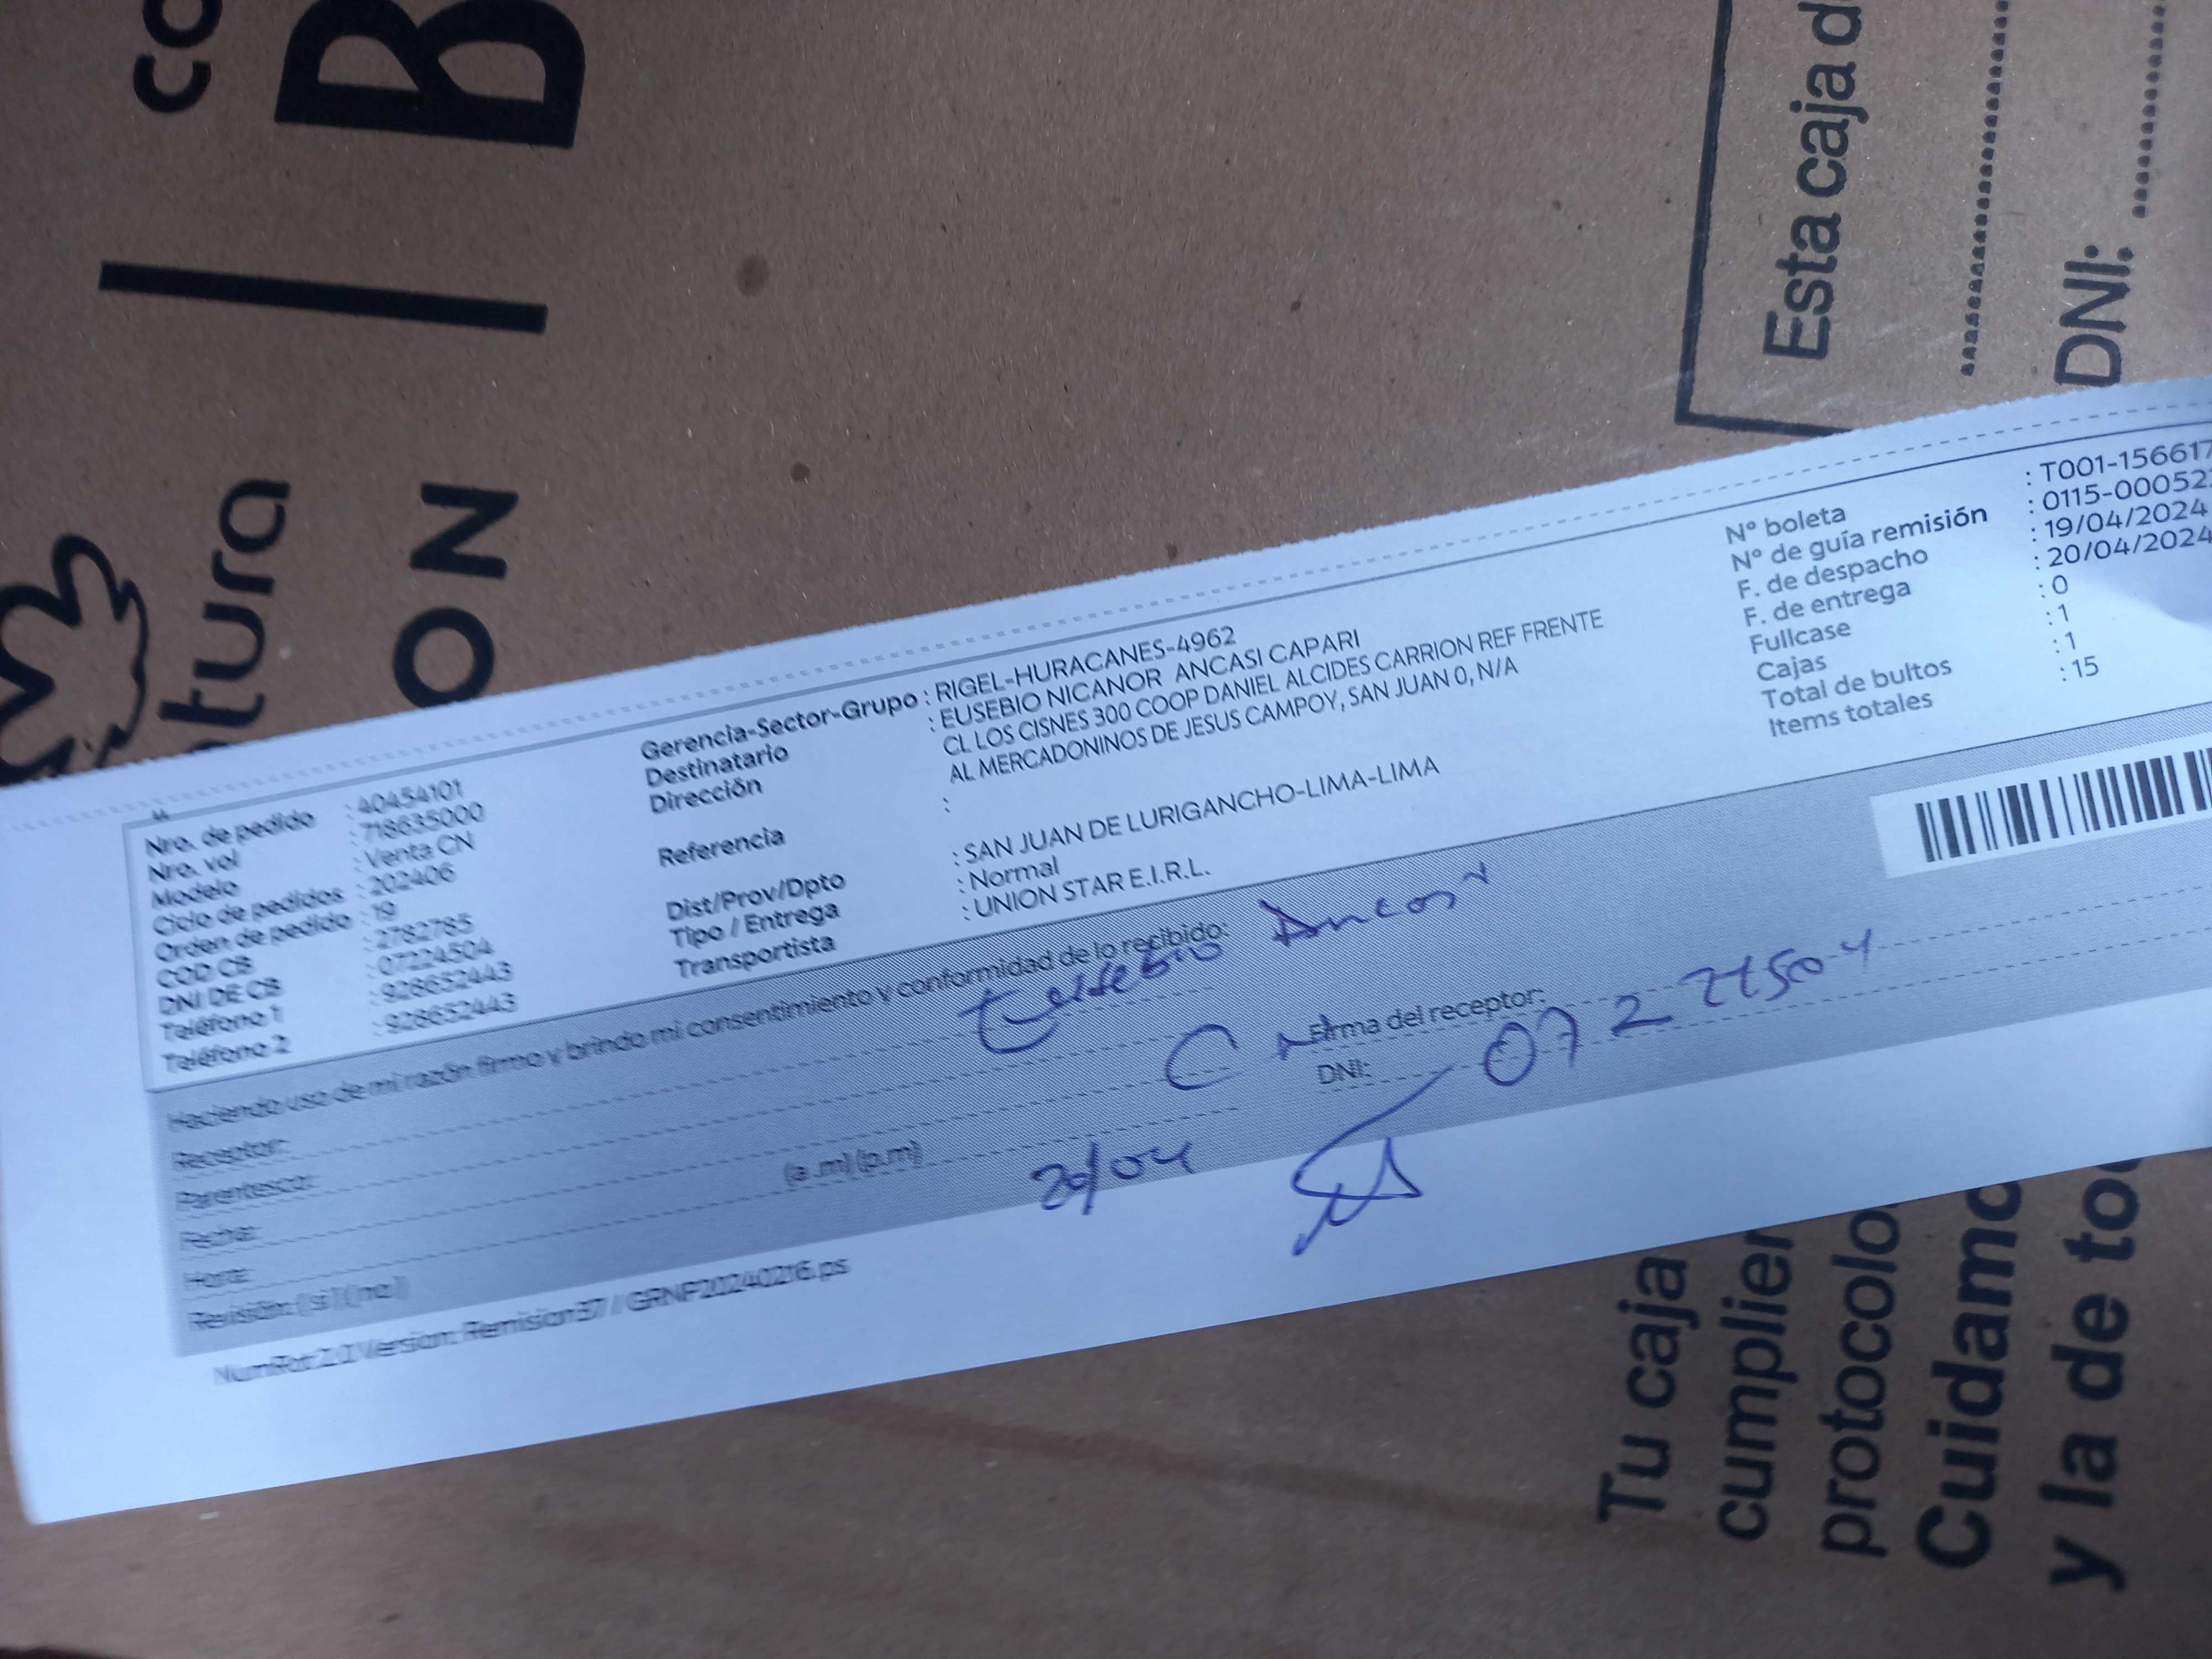 Nro. de pedido : 40454101
Nro. vol : 718635000
Modelo : Venta CN
Ciclo de pedidos : 202406
Orden de pedido : 19
COD CB : 2782785
DNI DE CB : 07224504
Teléfono 1 : 928652443
Teléfono 2 : 928652443
Gerencia-Sector-Grupo : RIGEL-HURACANES-4962
Destinatario : EUSEBIO NICANOR ANCASI CAPARI
Dirección CL LOS CISNES 300 COOP DANIEL ALCIDES CARRION REF FRENTE
AL MERCADONINOS DE JESUS CAMPOY, SAN JUAN 0, N/A
Referencia :
Dist/Prov/Dpto : SAN JUAN DE LURIGANCHO-LIMA-LIMA
Tipo / Entrega : Normal
Transportista : UNION STAR E.I.R.L.
N° boleta : T001-156617
N° de guía remisión : 0115-00052
F. de despacho : 19/04/2024
F. de entrega : 20/04/2024
Fullcase : 0
Cajas : 1
Total de bultos : 1
Items totales : 15
Haciendo uso de mi razón firmo y brindo mi consentimiento y conformidad de lo recibido:
Receptor: Eusebio Ancasi
Parentesco:
Fecha: 20/04
Hora: (a.m) (p.m)
Revisión: ( si ) ( no )
Firma del receptor:
DNI:
Version: Remision37 // GRNF20240216.ps
co
B
tura
ON
Esta caja d
DNI:
Tu caja
cumplien
protocolo
Cuidamo
y la de to